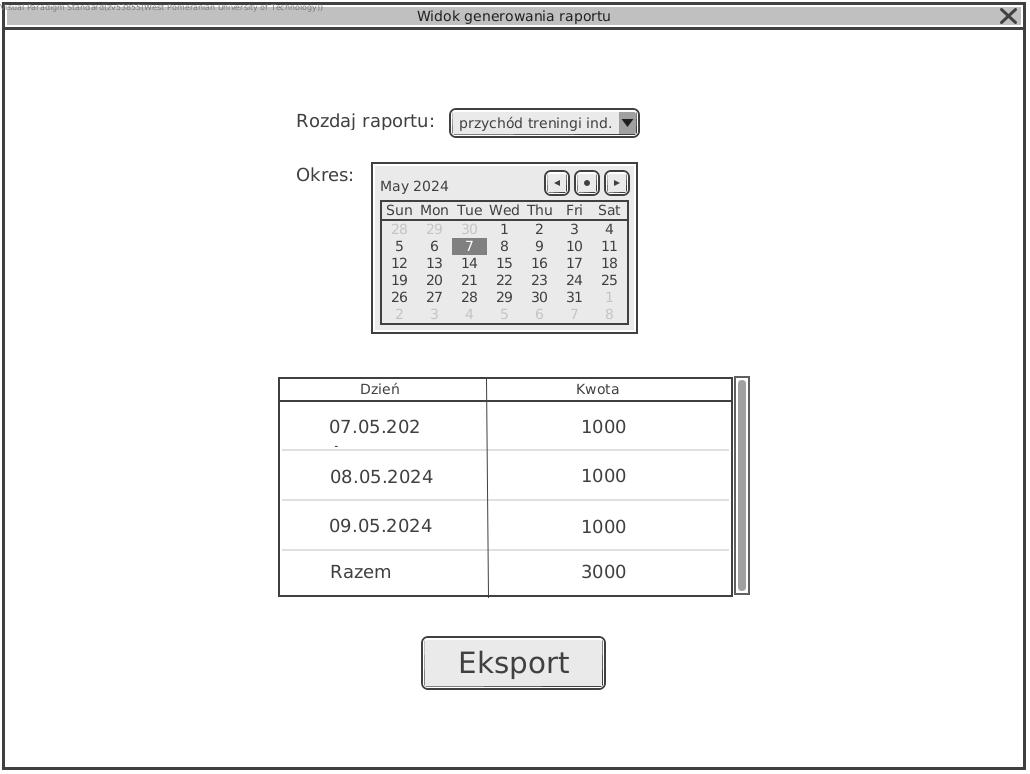 Visual Paradigm Standard(zv53855(West Pomeranian University of Technology))
Widok generowania raportu
Rozdaj raportu: przychód treningi ind.
Okres:
May 2024
Sun Mon Tue Wed Thu Fri Sat
28 29 30 1 2 3 4
5 6 7 8 9 10 11
12 13 14 15 16 17 18
19 20 21 22 23 24 25
26 27 28 29 30 31 1
2 3 4 5 6 7 8
Dzień Kwota
07.05.202 1000
08.05.2024 1000
09.05.2024 1000
Razem 3000
Eksport